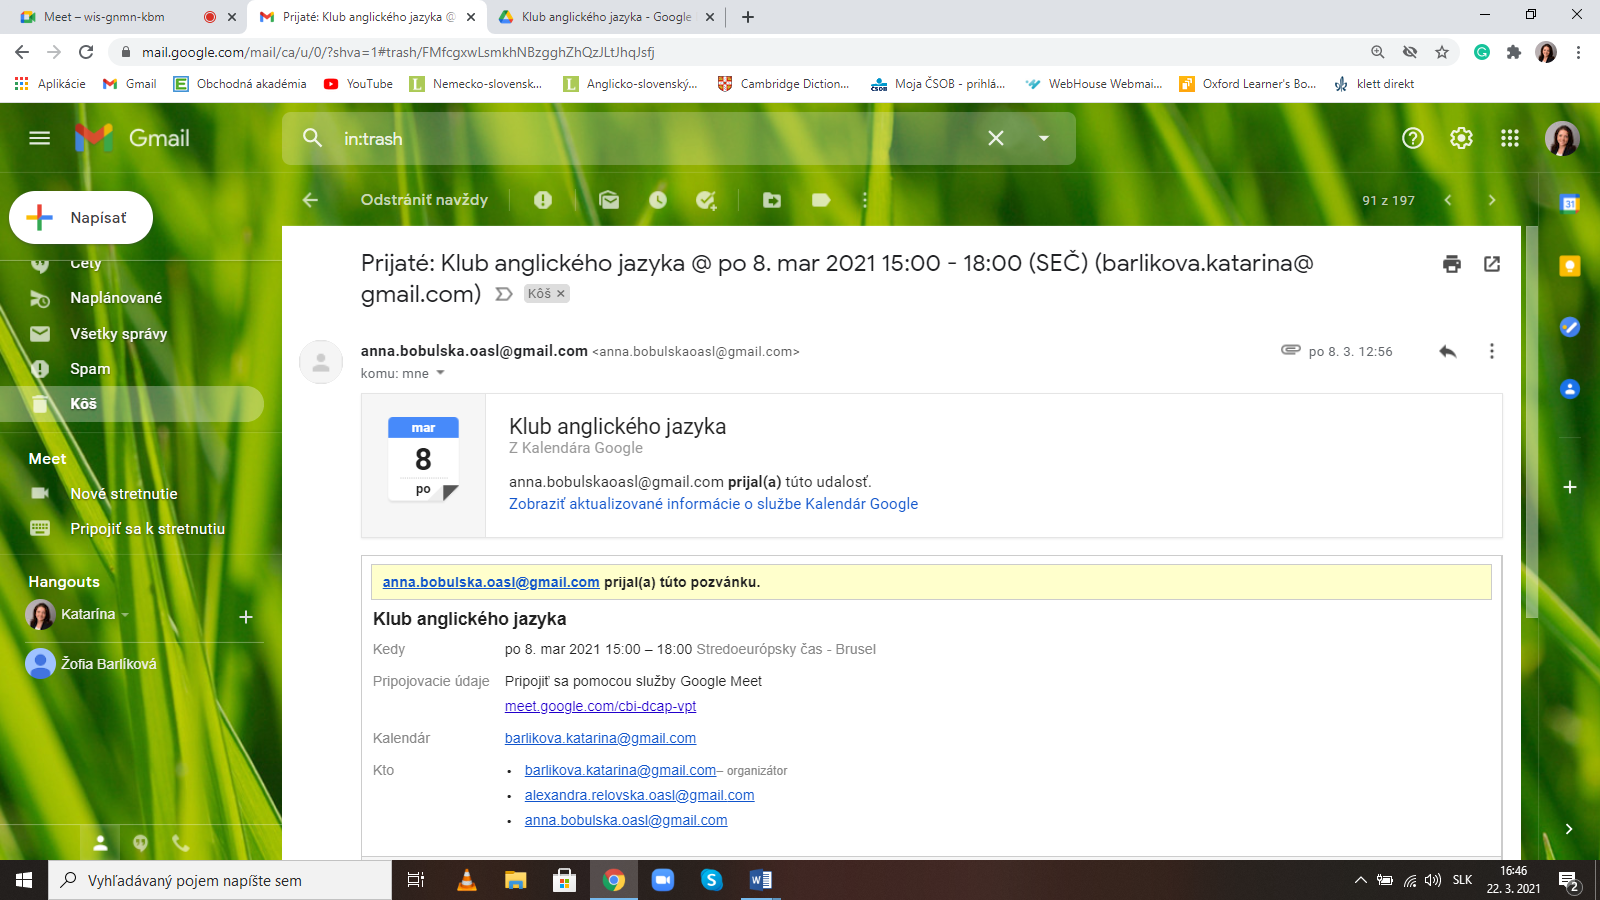 Meet – wis-gnmn-kbm
Prijaté: Klub anglického jazyka @
Klub anglického jazyka - Google
mail.google.com/mail/ca/u/0/?shva=1#trash/FMfcgxwLsmkhNBzgghZhQzJLtJhqJsfj
Aplikácie
Gmail
Obchodná akadémia
YouTube
Nemecko-slovensk...
Anglicko-slovenský...
Cambridge Diction...
ČSOB
Moja ČSOB - prihlá...
WebHouse Webmai...
Oxford Learner's Bo...
klett direkt
Gmail
in:trash
Napísať
Odstrániť navždy
91 z 197
31
Čety
Naplánované
Všetky správy
Spam
Kôš
Meet
Nové stretnutie
Pripojiť sa k stretnutiu
Hangouts
Katarína
Žofia Barlíková
Prijaté: Klub anglického jazyka @ po 8. mar 2021 15:00 - 18:00 (SEČ) (barlikova.katarina@
gmail.com) Kôš ×
anna.bobulska.oasl@gmail.com <anna.bobulskaoasl@gmail.com>
po 8. 3. 12:56
komu: mne
mar
8
po
Klub anglického jazyka
Z Kalendára Google
anna.bobulskaoasl@gmail.com prijal(a) túto udalosť.
Zobraziť aktualizované informácie o službe Kalendár Google
anna.bobulska.oasl@gmail.com prijal(a) túto pozvánku.
Klub anglického jazyka
Kedy po 8. mar 2021 15:00 – 18:00 Stredoeurópsky čas - Brusel
Pripojovacie údaje Pripojiť sa pomocou služby Google Meet
meet.google.com/cbi-dcap-vpt
Kalendár barlikova.katarina@gmail.com
Kto • barlikova.katarina@gmail.com– organizátor
• alexandra.relovska.oasl@gmail.com
• anna.bobulska.oasl@gmail.com
Vyhľadávaný pojem napíšte sem
SLK
16:46
22. 3. 2021
2